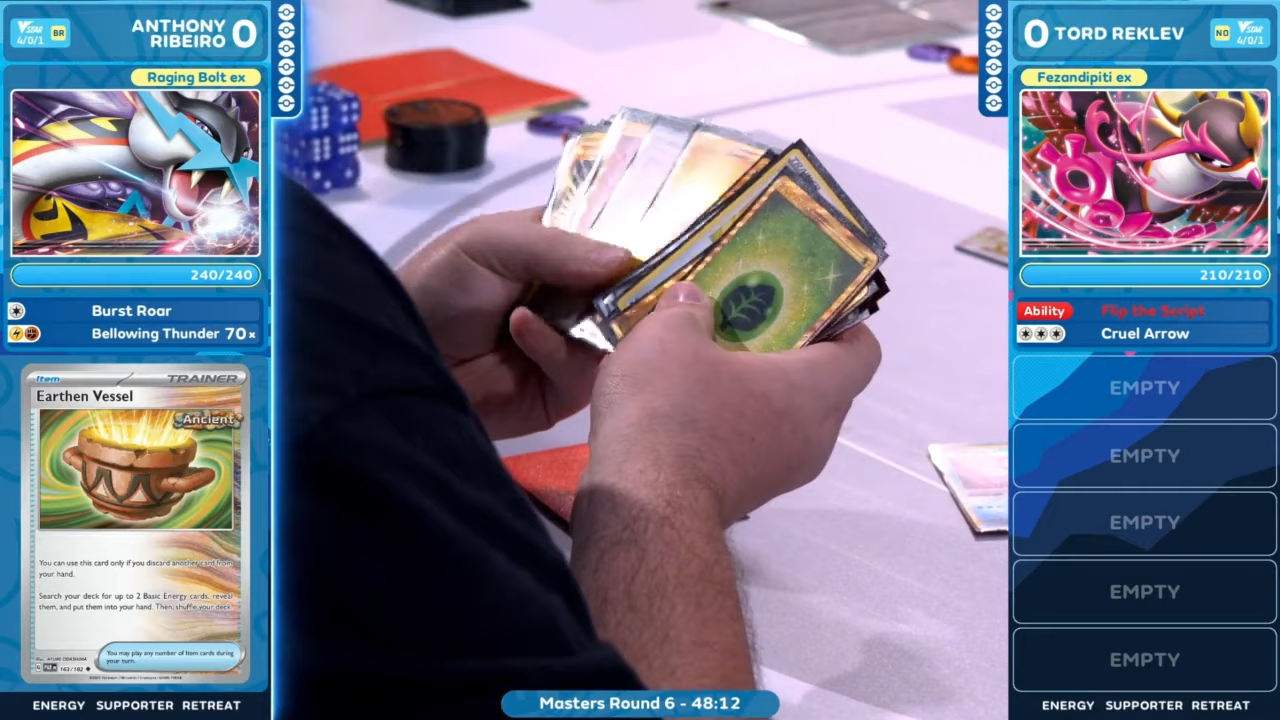 VSTAR
4/0/1
BR
ANTHONY
RIBEIRO
0
Raging Bolt ex
240/240
Burst Roar
Bellowing Thunder 70×
Item
TRAINER
Earthen Vessel
Ancient
You can use this card only if you discard another card from
your hand.
Search your deck for up to 2 Basic Energy cards, reveal
them, and put them into your hand. Then, shuffle your deck.
You may play any number of Item cards during
your turn.
163/182
ENERGY SUPPORTER RETREAT
Masters Round 6 - 48:12
0 TORD REKLEV
NO
VSTAR
4/0/1
Fezandipiti ex
210/210
Ability
Flip the Script
Cruel Arrow
EMPTY
EMPTY
EMPTY
EMPTY
EMPTY
ENERGY SUPPORTER RETREAT